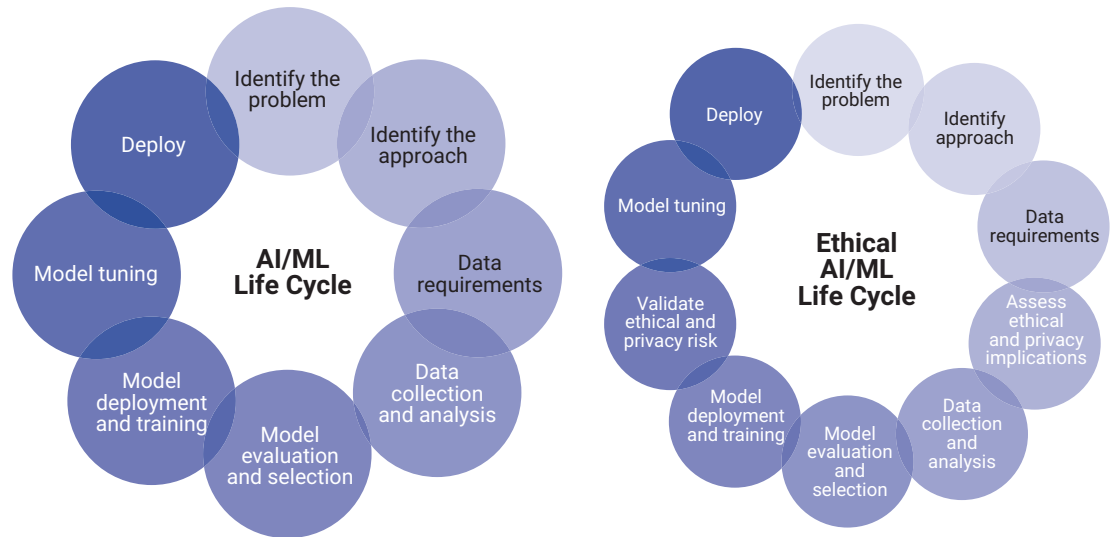 Identify the
problem
Identify the
approach
Data
requirements
Data
collection
and analysis
Model
evaluation
and selection
Model
deployment
and training
Model tuning
Deploy
AI/ML
Life Cycle
Identify the
problem
Identify
approach
Data
requirements
Assess
ethical
and privacy
implications
Data
collection
and
analysis
Model
evaluation
and
selection
Model
deployment
and training
Validate
ethical and
privacy risk
Model tuning
Deploy
Ethical
AI/ML
Life Cycle